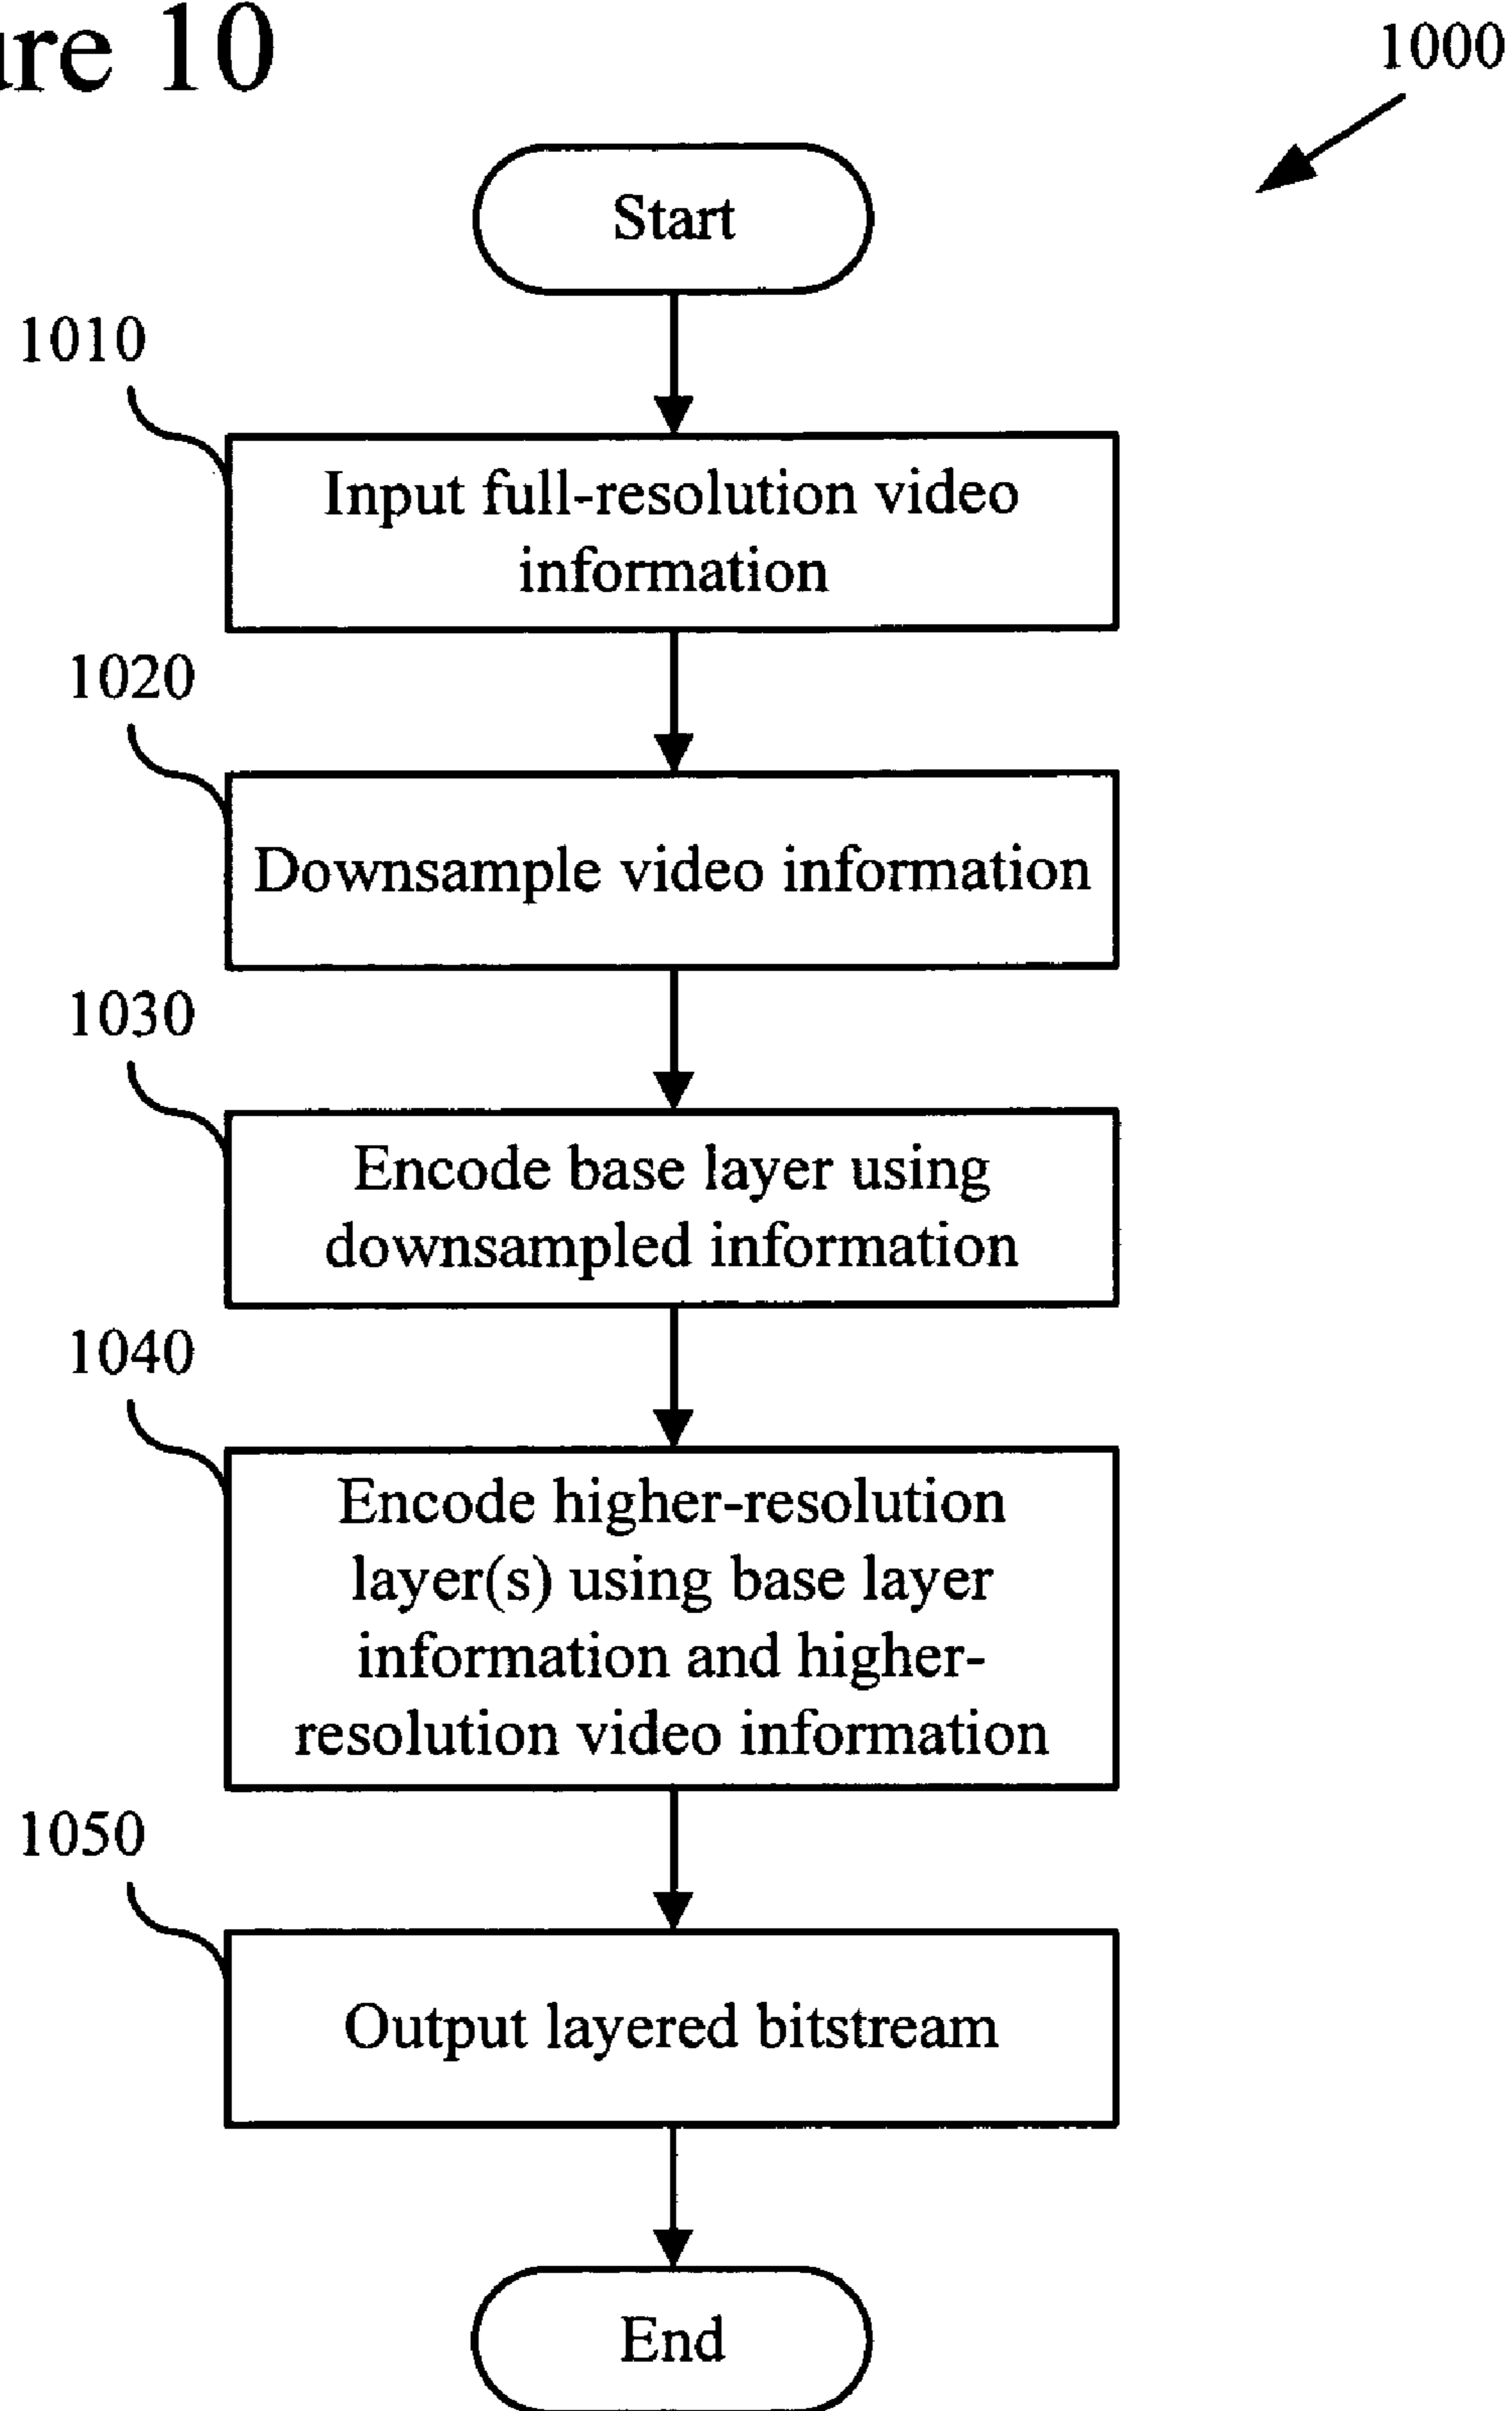 ure 10
1000
Start
1010
Input full-resolution video
information
1020
Downsample video information
1030
Encode base layer using
downsampled information
1040
Encode higher-resolution
layer(s) using base layer
information and higher-
resolution video information
1050
Output layered bitstream
End